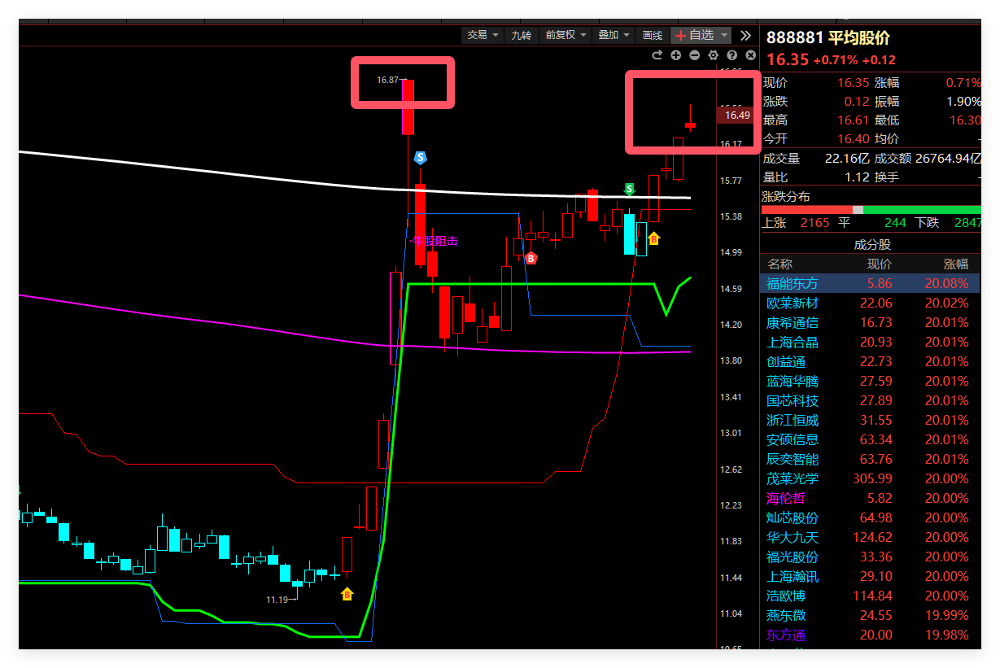 交易 九转 前复权 叠加 画线 +自选
888881 平均股价
16.35 +0.71% +0.12
现价 16.35 涨幅 0.71%
涨跌 0.12 振幅 1.90%
最高 16.61 最低 16.30
今开 16.40 均价 -
成交量 22.16亿 成交额 26764.94亿
量比 1.12 换手 -
涨跌分布
上涨 2165 平 244 下跌 2847
成分股
名称 现价 涨幅
福能东方 5.86 20.08%
欧莱新材 22.06 20.02%
康希通信 16.73 20.01%
上海合晶 20.93 20.01%
创益通 22.73 20.01%
蓝海华腾 27.59 20.01%
国芯科技 27.89 20.01%
浙江恒威 31.55 20.01%
安硕信息 63.34 20.01%
辰奕智能 63.76 20.01%
茂莱光学 305.99 20.00%
海伦哲 5.82 20.00%
灿芯股份 64.98 20.00%
华大九天 124.62 20.00%
福光股份 33.36 20.00%
上海瀚讯 29.10 20.00%
浩欧博 114.84 20.00%
燕东微 24.55 19.99%
东方通 20.00 19.98%
16.87
S
牛股阻击
B
S
B
11.19
B
16.49
16.17
15.77
15.38
14.99
14.59
14.20
13.80
13.41
13.01
12.62
12.23
11.83
11.44
11.04